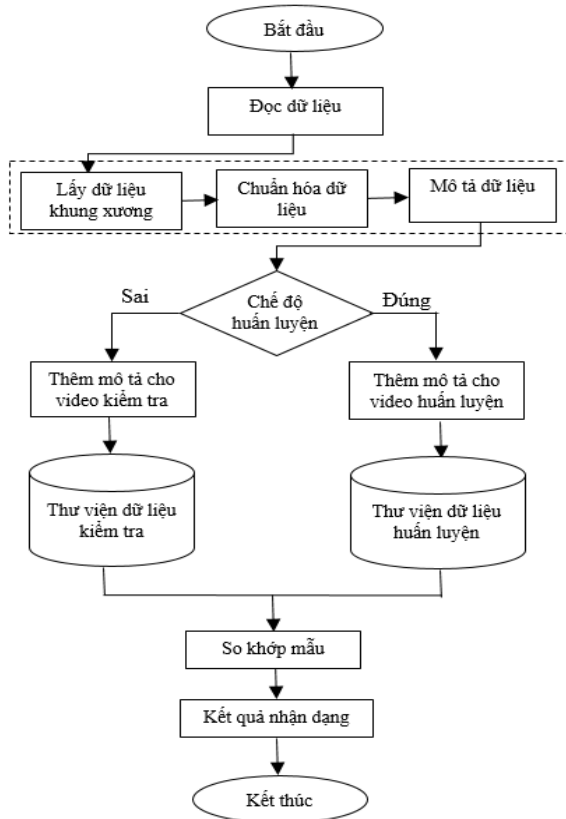 Bắt đầu
Đọc dữ liệu
Lấy dữ liệu
khung xương
Chuẩn hóa dữ
liệu
Mô tả dữ liệu
Sai
Chế độ
huấn luyện
Đúng
Thêm mô tả cho
video kiểm tra
Thêm mô tả cho
video huấn luyện
Thư viện dữ liệu
kiểm tra
Thư viện dữ liệu
huấn luyện
So khớp mẫu
Kết quả nhận dạng
Kết thúc